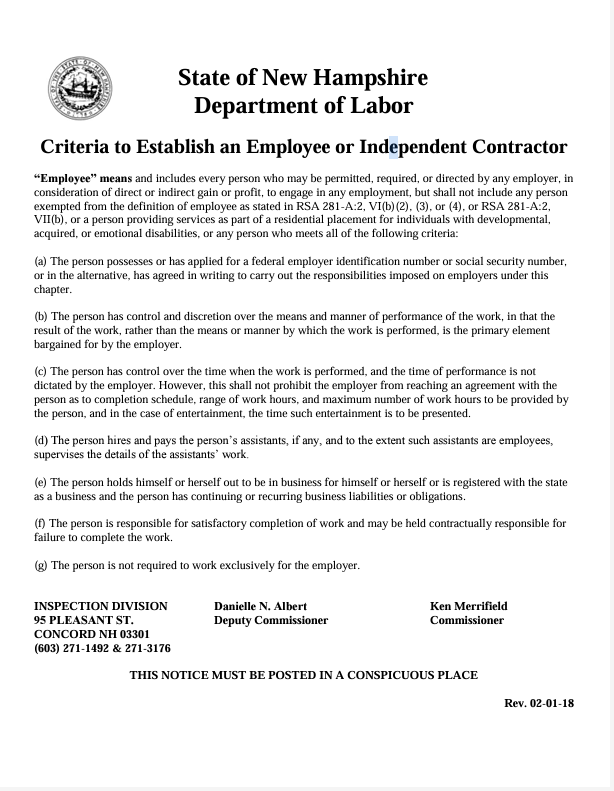 State of New Hampshire
Department of Labor
Criteria to Establish an Employee or Independent Contractor
“Employee” means and includes every person who may be permitted, required, or directed by any employer, in
consideration of direct or indirect gain or profit, to engage in any employment, but shall not include any person
exempted from the definition of employee as stated in RSA 281-A:2, VI(b)(2), (3), or (4), or RSA 281-A:2,
VII(b), or a person providing services as part of a residential placement for individuals with developmental,
acquired, or emotional disabilities, or any person who meets all of the following criteria:
(a) The person possesses or has applied for a federal employer identification number or social security number,
or in the alternative, has agreed in writing to carry out the responsibilities imposed on employers under this
chapter.
(b) The person has control and discretion over the means and manner of performance of the work, in that the
result of the work, rather than the means or manner by which the work is performed, is the primary element
bargained for by the employer.
(c) The person has control over the time when the work is performed, and the time of performance is not
dictated by the employer. However, this shall not prohibit the employer from reaching an agreement with the
person as to completion schedule, range of work hours, and maximum number of work hours to be provided by
the person, and in the case of entertainment, the time such entertainment is to be presented.
(d) The person hires and pays the person’s assistants, if any, and to the extent such assistants are employees,
supervises the details of the assistants’ work.
(e) The person holds himself or herself out to be in business for himself or herself or is registered with the state
as a business and the person has continuing or recurring business liabilities or obligations.
(f) The person is responsible for satisfactory completion of work and may be held contractually responsible for
failure to complete the work.
(g) The person is not required to work exclusively for the employer.
INSPECTION DIVISION Danielle N. Albert Ken Merrifield
95 PLEASANT ST. Deputy Commissioner Commissioner
CONCORD NH 03301
(603) 271-1492 & 271-3176
THIS NOTICE MUST BE POSTED IN A CONSPICUOUS PLACE
Rev. 02-01-18